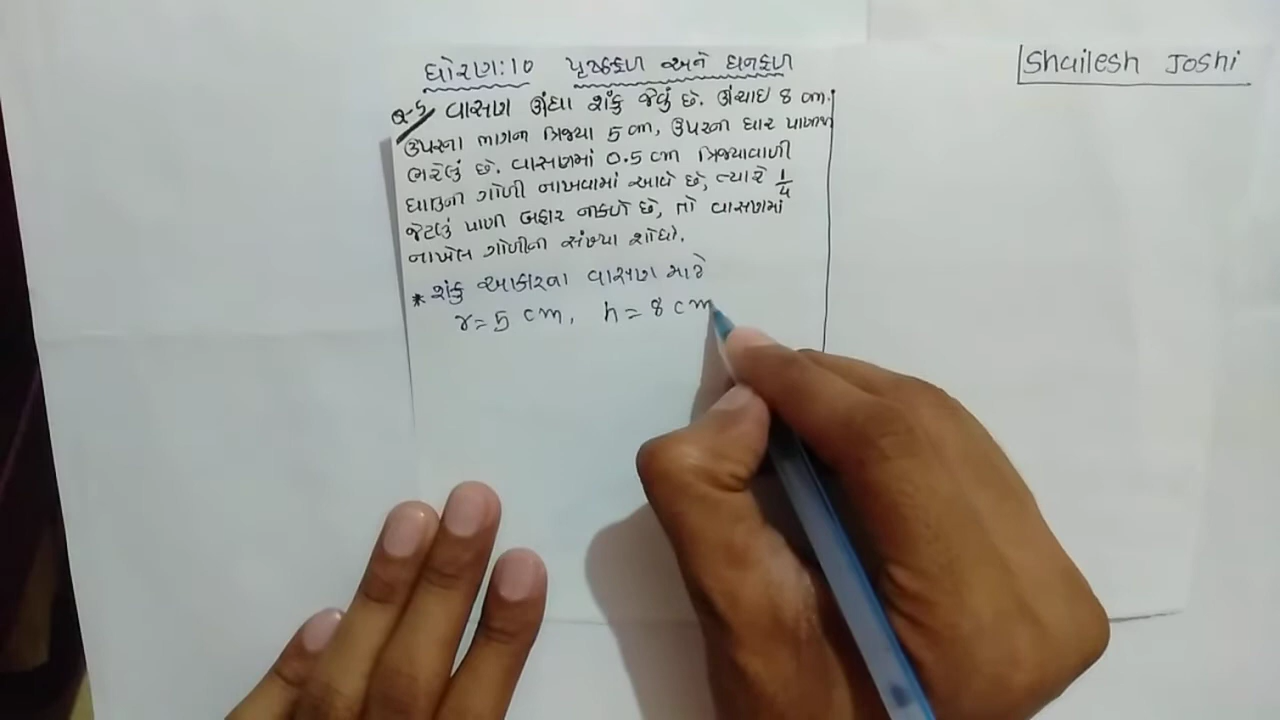 ધોરણ:10 પૃષ્ઠફળ અને ઘનફળ
Shailesh Joshi
Q-5 વાસણ ઊંધા શંકુ જેવું છે. ઊંચાઇ 8 cm.
ઉપરના ભાગના ત્રિજ્યા 5 cm, ઉપરની ધાર પાણીથી
ભરેલું છે. વાસણમાં 0.5 cm ત્રિજ્યાવાળી
ધાતુની ગોળી નાખવામાં આવે છે, ત્યારે 1/4
જેટલું પાણી બહાર નીકળે છે, તો વાસણમાં
નાખેલ ગોળીની સંખ્યા શોધો.
* શંકુ આકારના વાસણ માટે
r = 5 cm, h = 8 cm